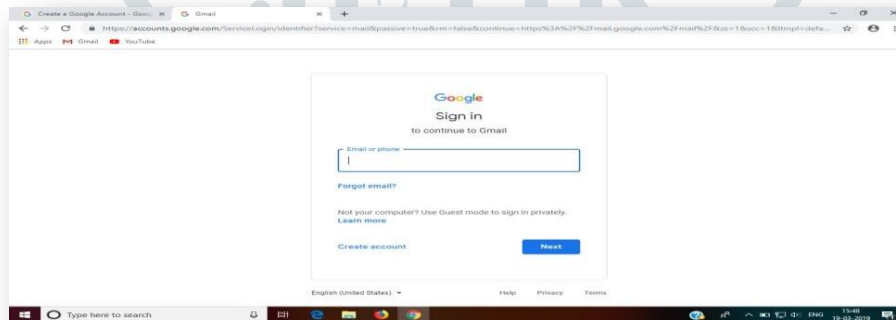 Create a Google Account - Goog
Gmail
https://accounts.google.com/ServiceLogin/identifier?service=mail&passive=true&rm=false&continue=https%3A%2F%2Fmail.google.com%2Fmail%2F&ss=1&scc=1&ltmpl=defa...
Apps Gmail YouTube
Google
Sign in
to continue to Gmail
Email or phone
Forgot email?
Not your computer? Use Guest mode to sign in privately.
Learn more
Create account Next
English (United States) Help Privacy Terms
Type here to search ENG 15:48
19-03-2019